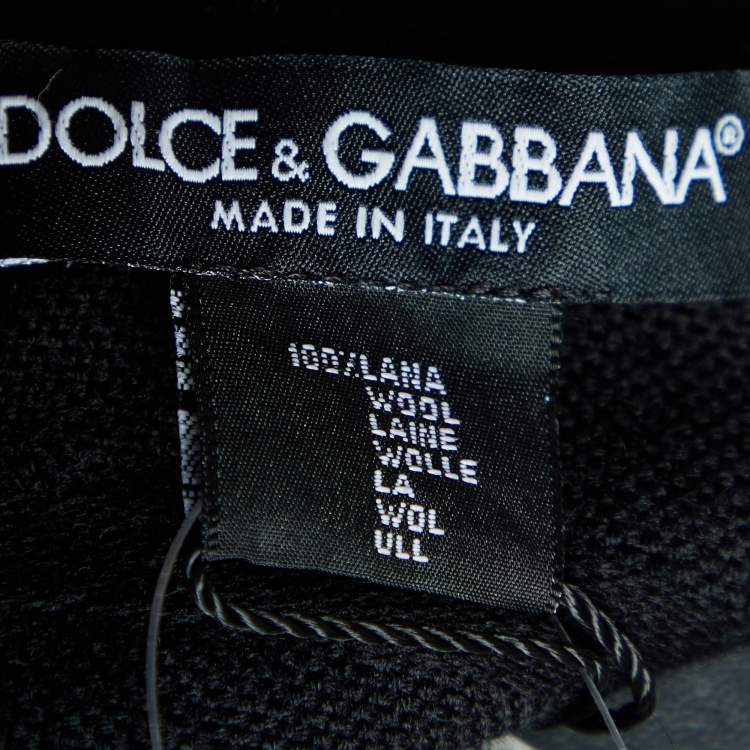 DOLCE & GABBANA®
MADE IN ITALY
100%LANA
WOOL
LAINE
WOLLE
LA
WOL
ULL